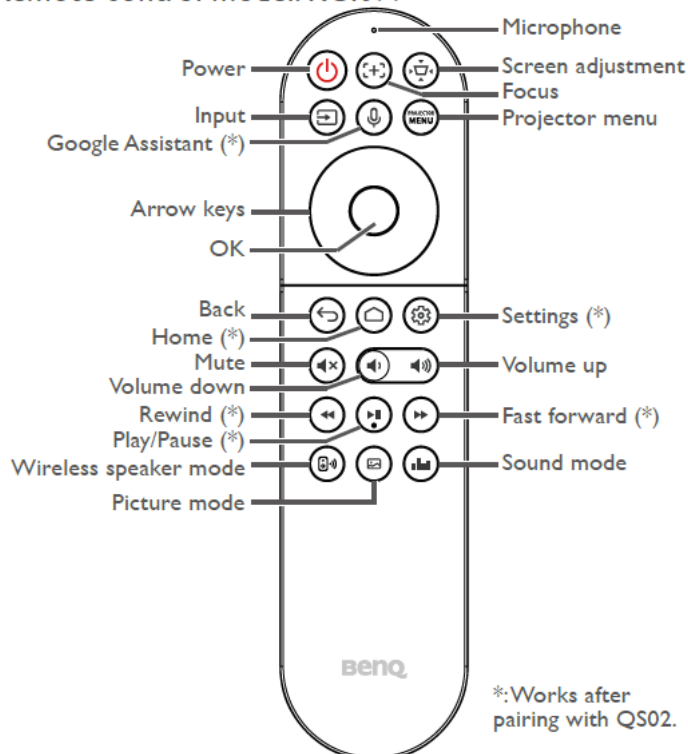 Microphone
Power
Screen adjustment
Focus
Input
Projector menu
PROJECTOR
MENU
Google Assistant (*)
Arrow keys
OK
Back
Home (*)
Settings (*)
Mute
Volume up
Volume down
Rewind (*)
Fast forward (*)
Play/Pause (*)
Wireless speaker mode
Sound mode
Picture mode
BenQ
*: Works after
pairing with QS02.